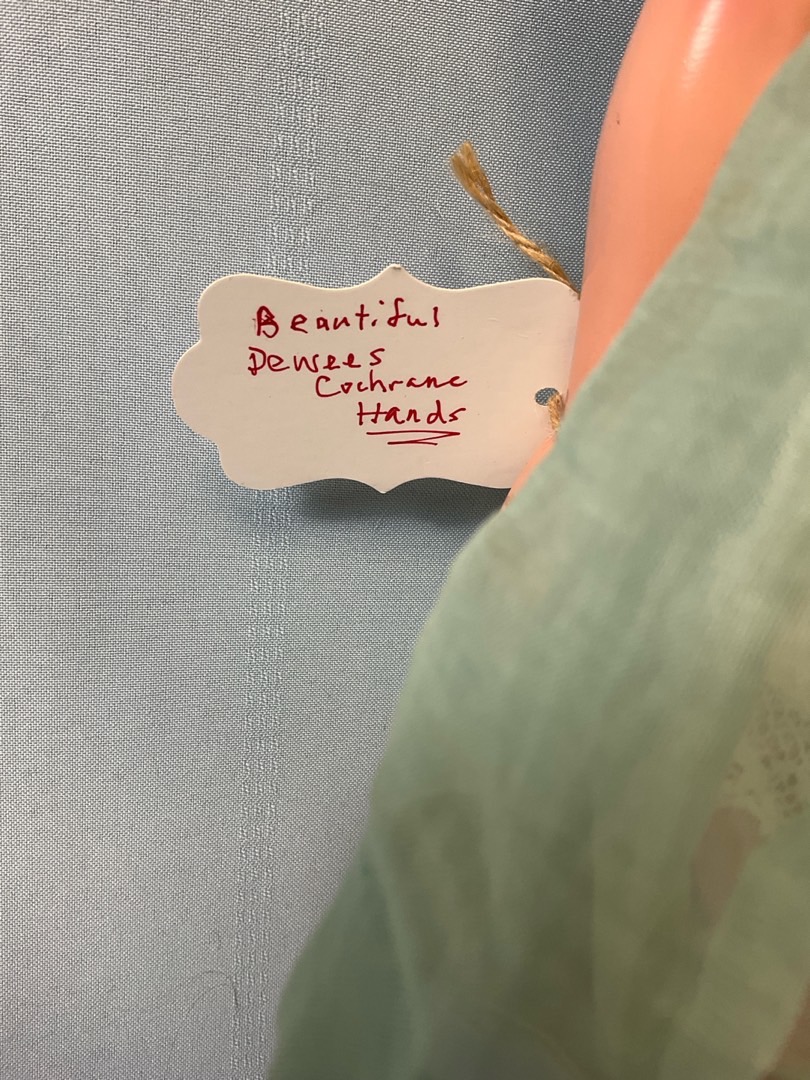 Beautiful
Dewees
Cochrane
Hands